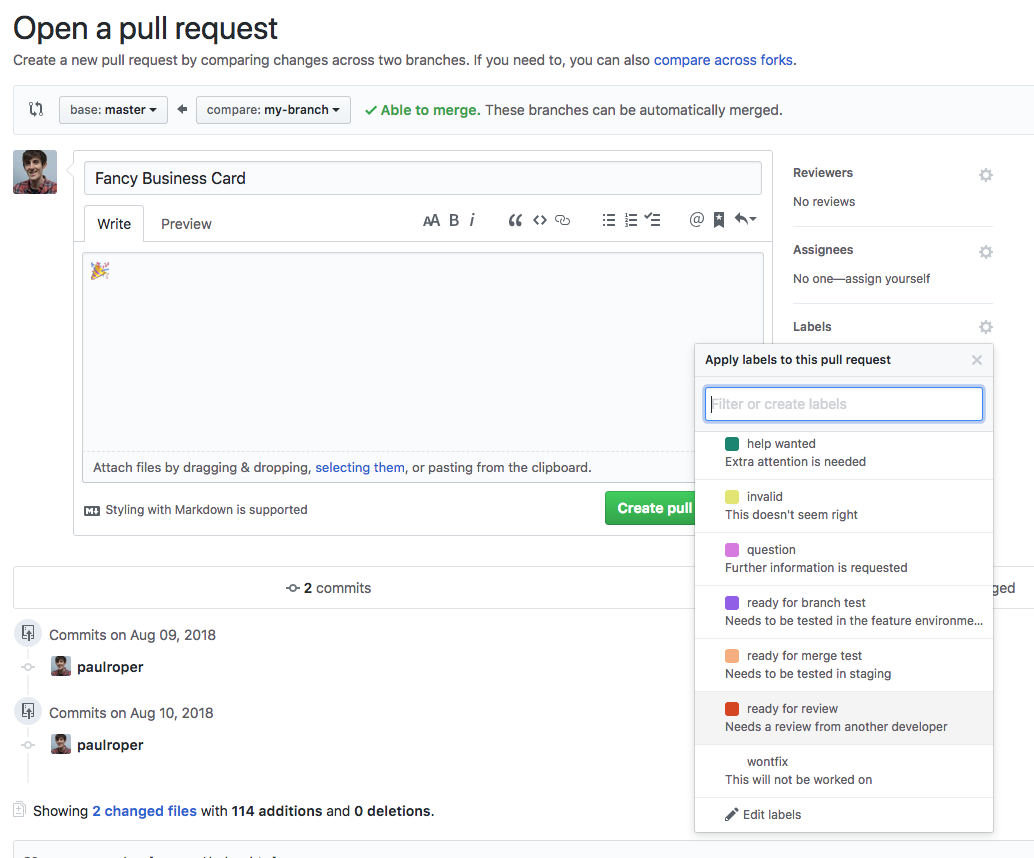 Open a pull request
Create a new pull request by comparing changes across two branches. If you need to, you can also compare across forks.
base: master
compare: my-branch
Able to merge. These branches can be automatically merged.
Fancy Business Card
Write
Preview
AA B i
@
Attach files by dragging & dropping, selecting them, or pasting from the clipboard.
Styling with Markdown is supported
Create pull
Reviewers
No reviews
Assignees
No one—assign yourself
Labels
Apply labels to this pull request
Filter or create labels
help wanted
Extra attention is needed
invalid
This doesn't seem right
question
Further information is requested
ready for branch test
Needs to be tested in the feature environme...
ready for merge test
Needs to be tested in staging
ready for review
Needs a review from another developer
wontfix
This will not be worked on
Edit labels
2 commits
ged
Commits on Aug 09, 2018
paulroper
Commits on Aug 10, 2018
paulroper
Showing 2 changed files with 114 additions and 0 deletions.